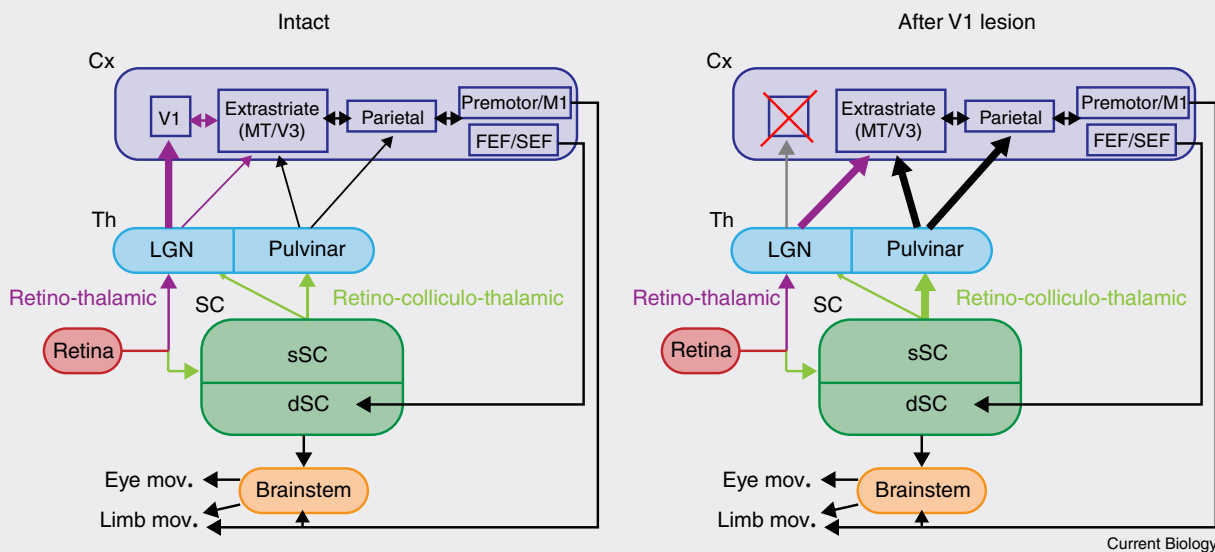 Intact
Cx
V1
Extrastriate
(MT/V3)
Parietal
Premotor/M1
FEF/SEF
Th
LGN
Pulvinar
Retino-thalamic
SC
Retino-colliculo-thalamic
Retina
sSC
dSC
Eye mov.
Brainstem
Limb mov.
After V1 lesion
Cx
Extrastriate
(MT/V3)
Parietal
Premotor/M1
FEF/SEF
Th
LGN
Pulvinar
Retino-thalamic
SC
Retino-colliculo-thalamic
Retina
sSC
dSC
Eye mov.
Brainstem
Limb mov.
Current Biology